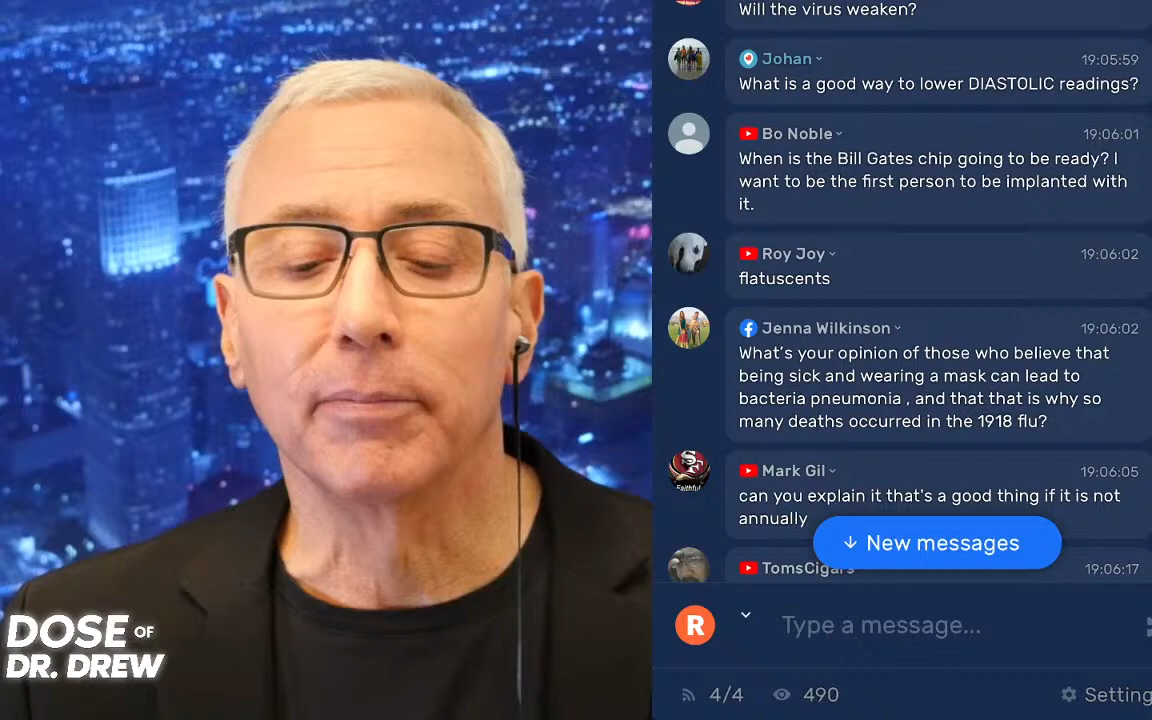 Will the virus weaken?
Johan
19:05:59
What is a good way to lower DIASTOLIC readings?
Bo Noble
19:06:01
When is the Bill Gates chip going to be ready? I
want to be the first person to be implanted with
it.
Roy Joy
19:06:02
flatuscents
Jenna Wilkinson
19:06:02
What's your opinion of those who believe that
being sick and wearing a mask can lead to
bacteria pneumonia , and that that is why so
many deaths occurred in the 1918 flu?
Faithful
Mark Gil
19:06:05
can you explain it that's a good thing if it is not
annually
New messages
TomsCigars
19:06:17
R
Type a message...
4/4
490
Setting
DOSE OF
DR. DREW